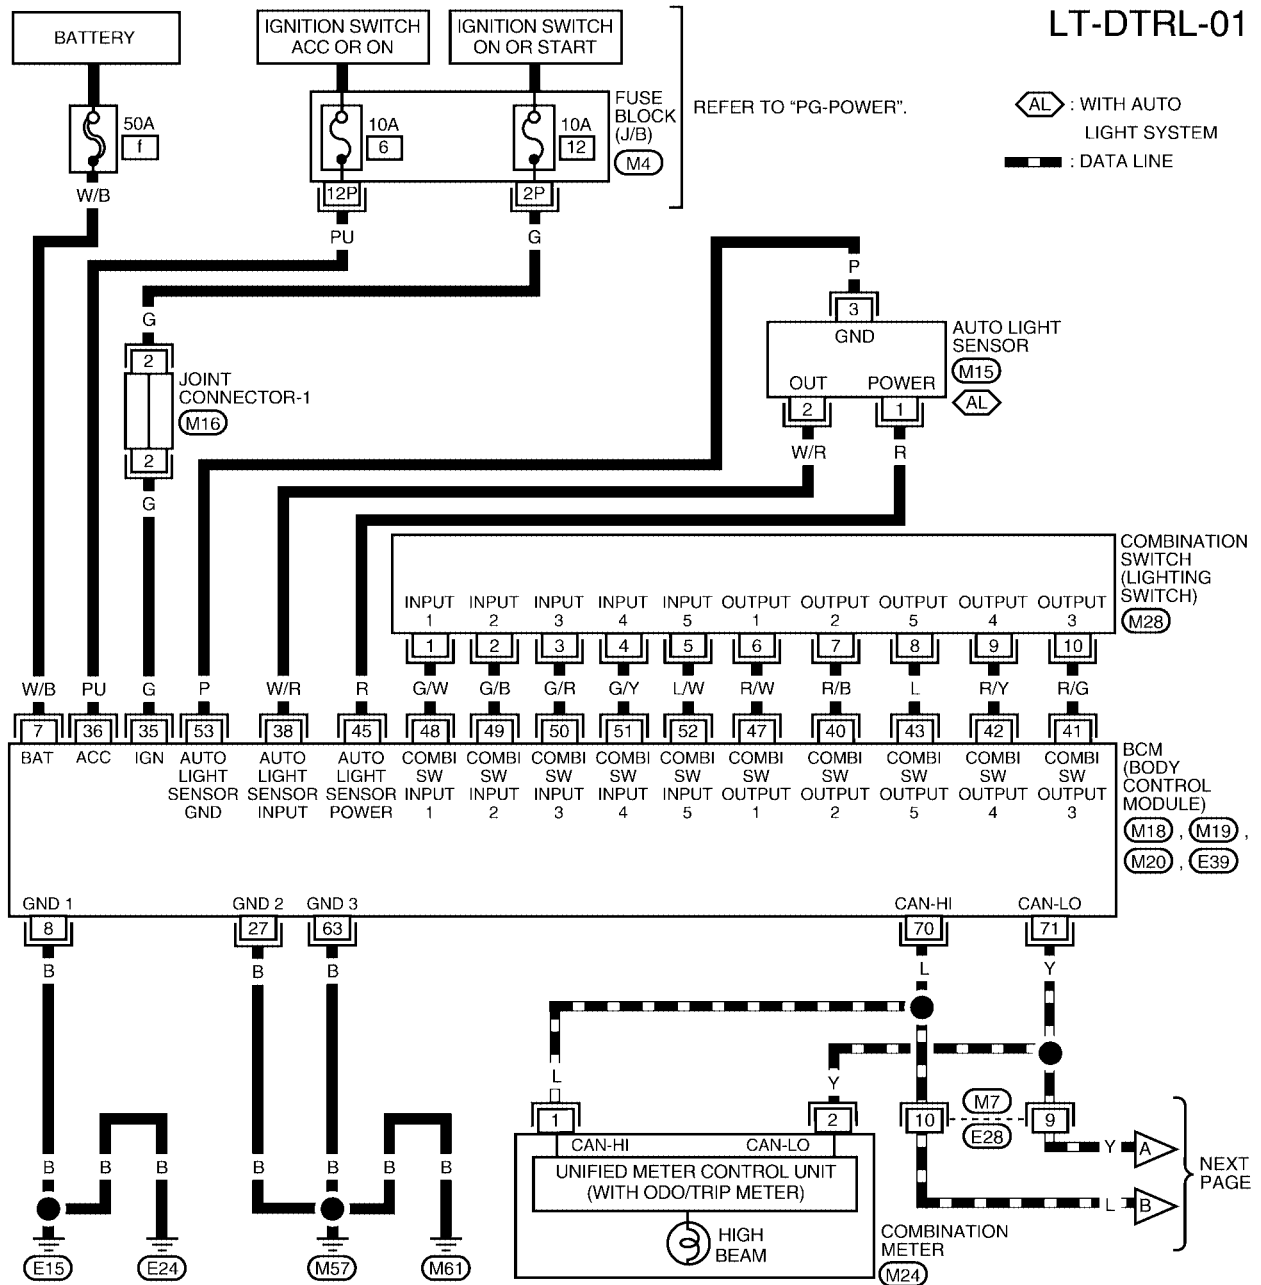 LT-DTRL-01
BATTERY
IGNITION SWITCH
ACC OR ON
IGNITION SWITCH
ON OR START
50A
f
10A
6
10A
12
FUSE
BLOCK
(J/B)
M4
REFER TO “PG-POWER”.
AL : WITH AUTO
LIGHT SYSTEM
: DATA LINE
W/B
12P
2P
PU
G
P
3
GND
AUTO LIGHT
SENSOR
M15
AL
OUT
POWER
2
1
W/R
R
G
2
JOINT
CONNECTOR-1
M16
2
G
COMBINATION
SWITCH
(LIGHTING
SWITCH)
M28
INPUT INPUT INPUT INPUT INPUT OUTPUT OUTPUT OUTPUT OUTPUT OUTPUT
1 2 3 4 5 1 2 5 4 3
1 2 3 4 5 6 7 8 9 10
W/B PU G P W/R R G/W G/B G/R G/Y L/W R/W R/B L R/Y R/G
7 36 35 53 38 45 48 49 50 51 52 47 40 43 42 41
BAT ACC IGN AUTO AUTO AUTO COMBI COMBI COMBI COMBI COMBI COMBI COMBI COMBI COMBI COMBI
LIGHT LIGHT LIGHT SW SW SW SW SW SW SW SW SW SW
SENSOR SENSOR SENSOR INPUT INPUT INPUT INPUT INPUT OUTPUT OUTPUT OUTPUT OUTPUT OUTPUT
GND INPUT POWER 1 2 3 4 5 1 2 5 4 3
BCM
(BODY
CONTROL
MODULE)
M18 , M19 ,
M20 , E39
GND 1 GND 2 GND 3 CAN-HI CAN-LO
8 27 63 70 71
B B B L Y
L Y
1 2 10 9
M7
E28
CAN-HI CAN-LO
UNIFIED METER CONTROL UNIT
(WITH ODO/TRIP METER)
HIGH
BEAM
COMBINATION
METER
M24
Y A
L B
NEXT
PAGE
B B B B B B B
E15 E24 M57 M61